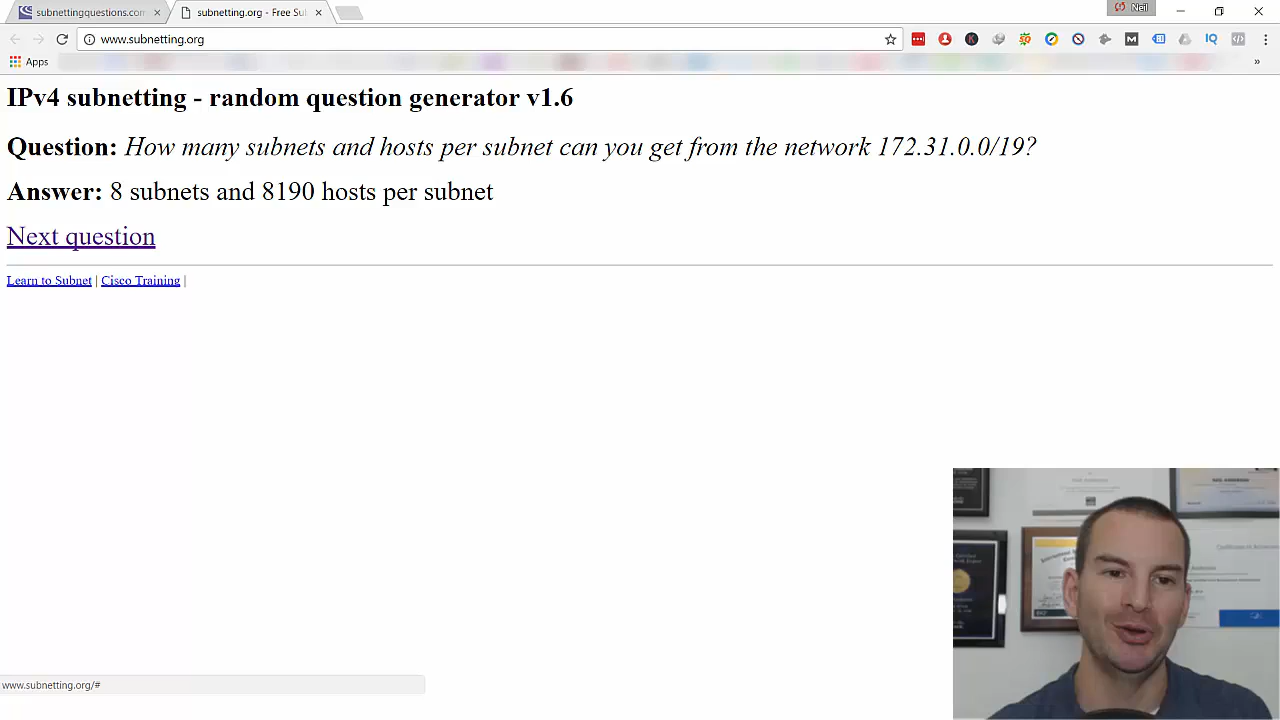 subnettingquestions.com
subnetting.org - Free Su
Neil
www.subnetting.org
Apps
IPv4 subnetting - random question generator v1.6
Question: How many subnets and hosts per subnet can you get from the network 172.31.0.0/19?
Answer: 8 subnets and 8190 hosts per subnet
Next question
Learn to Subnet | Cisco Training |
www.subnetting.org/#